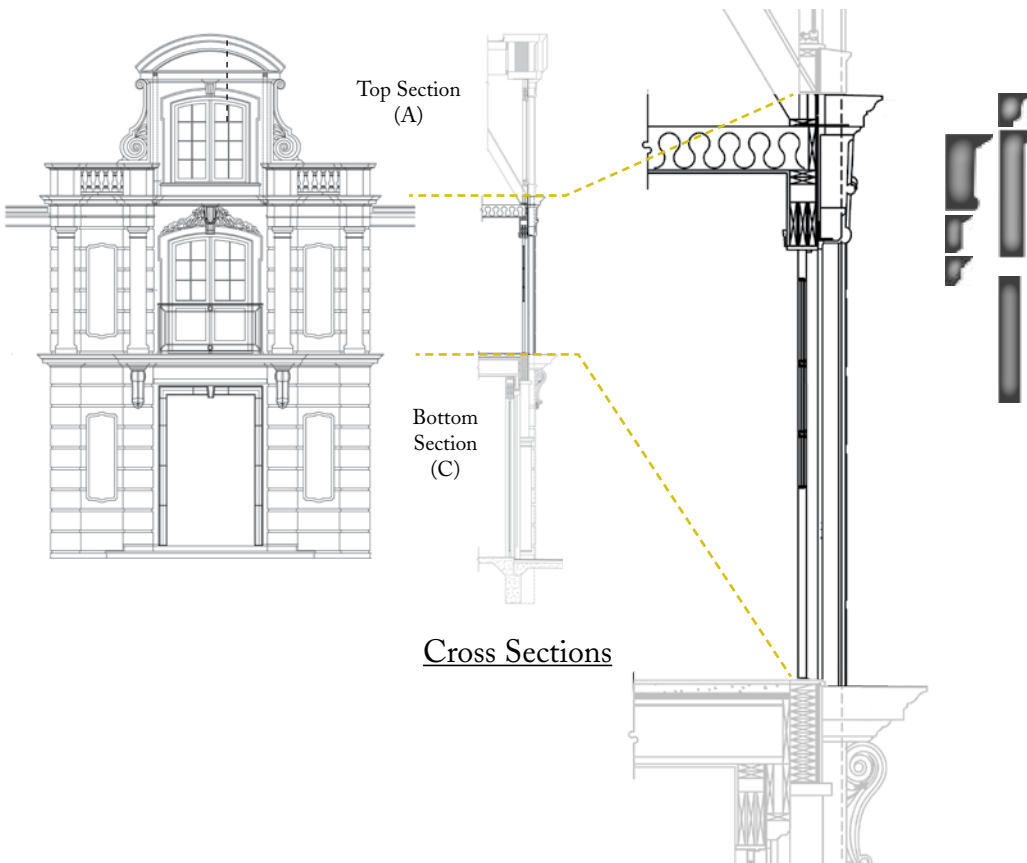 Top Section
(A)
Bottom
Section
(C)
Cross Sections